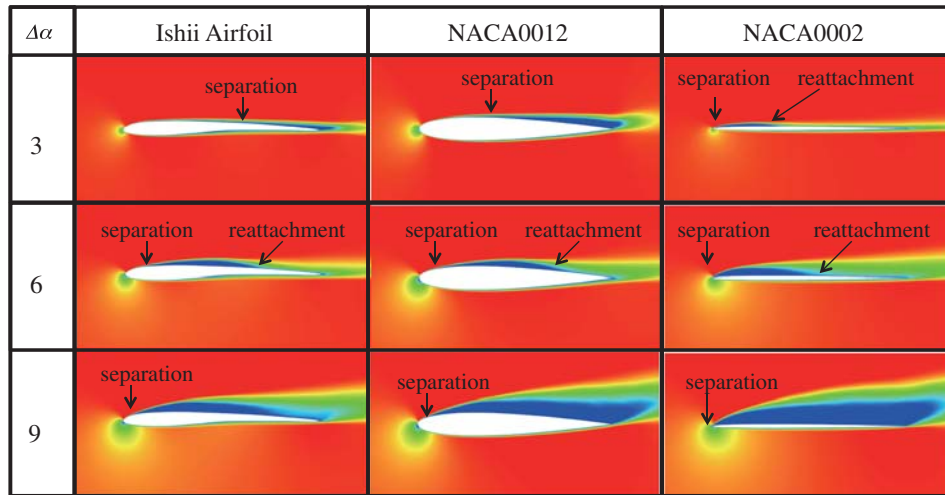 Δα Ishii Airfoil NACA0012 NACA0002
3 separation separation separation reattachment
6 separation reattachment separation reattachment separation reattachment
9 separation separation separation